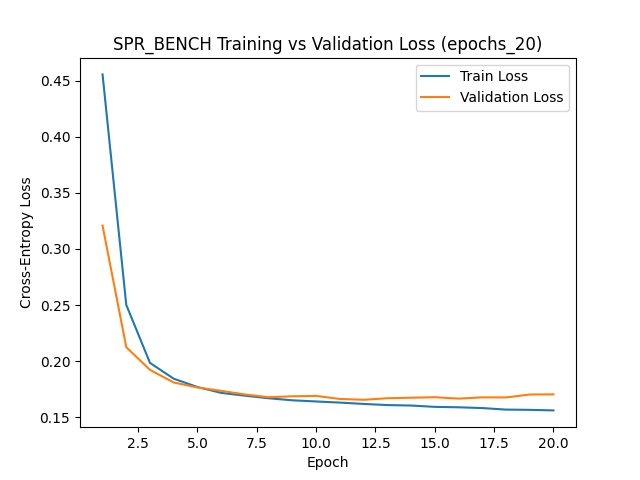 SPR_BENCH Training vs Validation Loss (epochs_20)
Train Loss
Validation Loss
Cross-Entropy Loss
0.45
0.40
0.35
0.30
0.25
0.20
0.15
2.5 5.0 7.5 10.0 12.5 15.0 17.5 20.0
Epoch